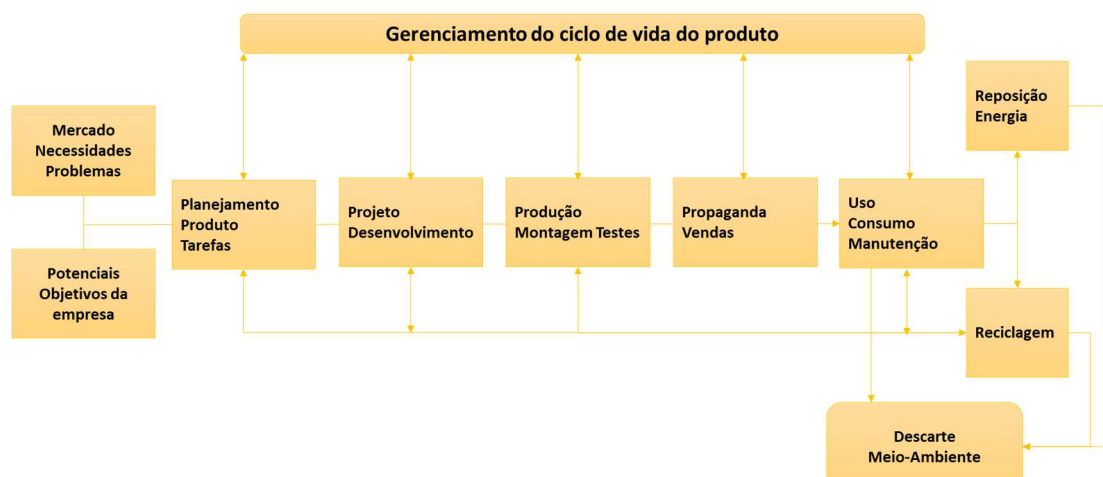 Gerenciamento do ciclo de vida do produto
Mercado
Necessidades
Problemas
Potenciais
Objetivos da
empresa
Planejamento
Produto
Tarefas
Projeto
Desenvolvimento
Produção
Montagem Testes
Propaganda
Vendas
Uso
Consumo
Manutenção
Reposição
Energia
Reciclagem
Descarte
Meio-Ambiente